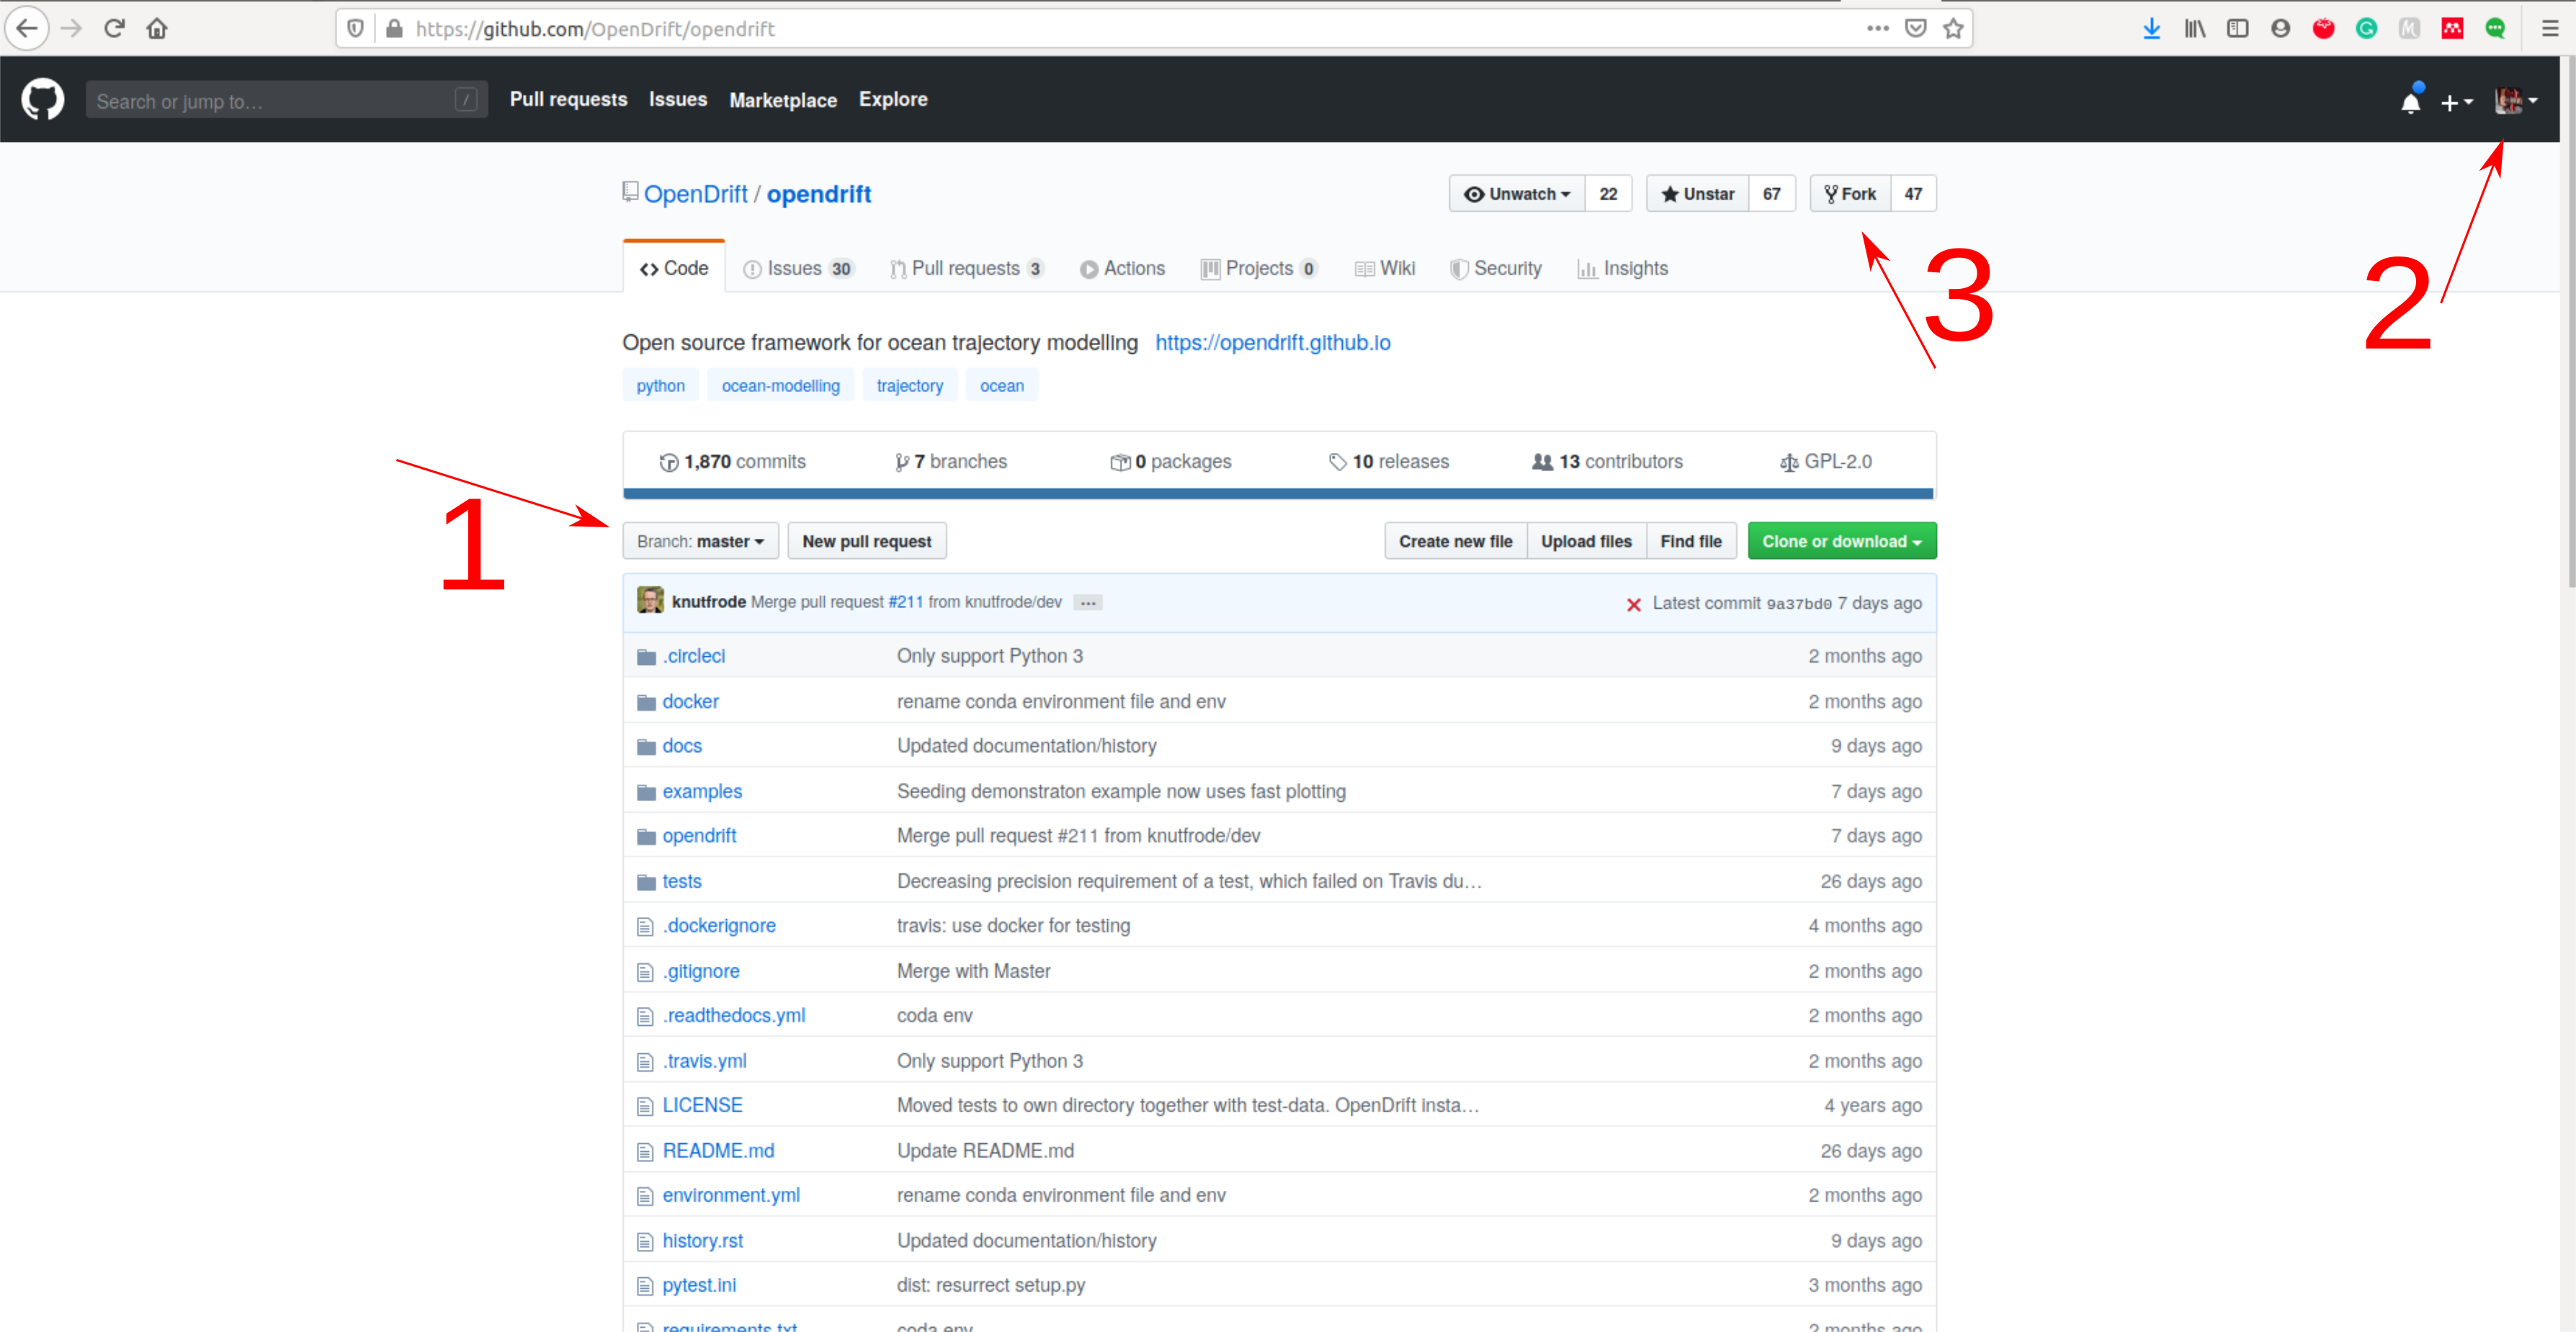 https://github.com/OpenDrift/opendrift
Search or jump to… / Pull requests Issues Marketplace Explore
OpenDrift / opendrift Unwatch 22 Unstar 67 Fork 47
Code Issues 30 Pull requests 3 Actions Projects 0 Wiki Security Insights
3
2
Open source framework for ocean trajectory modelling https://opendrift.github.io
python ocean-modelling trajectory ocean
1,870 commits 7 branches 0 packages 10 releases 13 contributors GPL-2.0
1
Branch: master New pull request Create new file Upload files Find file Clone or download
knutfrode Merge pull request #211 from knutfrode/dev … Latest commit 9a37bd0 7 days ago
.circleci Only support Python 3 2 months ago
docker rename conda environment file and env 2 months ago
docs Updated documentation/history 9 days ago
examples Seeding demonstraton example now uses fast plotting 7 days ago
opendrift Merge pull request #211 from knutfrode/dev 7 days ago
tests Decreasing precision requirement of a test, which failed on Travis du… 26 days ago
.dockerignore travis: use docker for testing 4 months ago
.gitignore Merge with Master 2 months ago
.readthedocs.yml coda env 2 months ago
.travis.yml Only support Python 3 2 months ago
LICENSE Moved tests to own directory together with test-data. OpenDrift insta… 4 years ago
README.md Update README.md 26 days ago
environment.yml rename conda environment file and env 2 months ago
history.rst Updated documentation/history 9 days ago
pytest.ini dist: resurrect setup.py 3 months ago
requirements.txt coda env 2 months ago